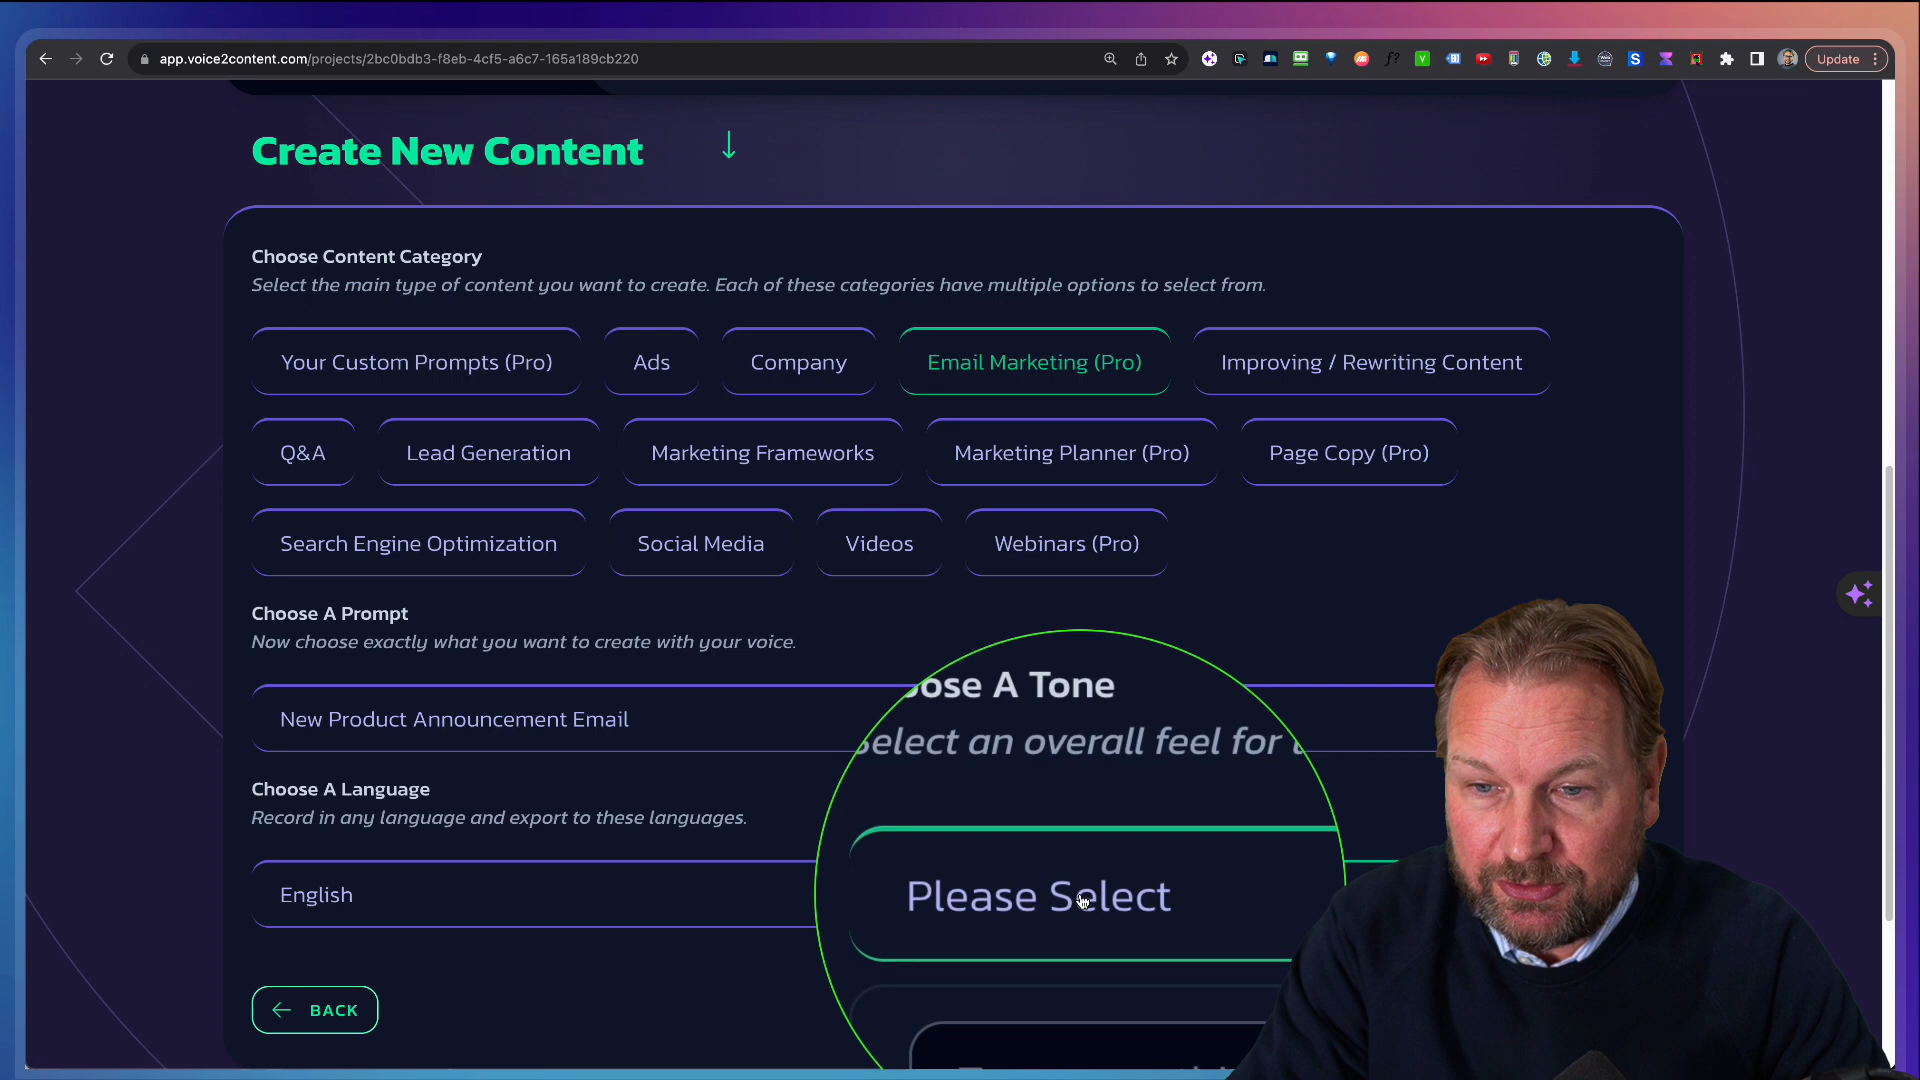 app.voice2content.com/projects/2bc0bdb3-f8eb-4cf5-a6c7-165a189cb220
Update
Create New Content
Choose Content Category
Select the main type of content you want to create. Each of these categories have multiple options to select from.
Your Custom Prompts (Pro)
Ads
Company
Email Marketing (Pro)
Improving / Rewriting Content
Q&A
Lead Generation
Marketing Frameworks
Marketing Planner (Pro)
Page Copy (Pro)
Search Engine Optimization
Social Media
Videos
Webinars (Pro)
Choose A Prompt
Now choose exactly what you want to create with your voice.
New Product Announcement Email
Choose A Language
Record in any language and export to these languages.
English
oose A Tone
Select an overall feel for
Please Select
BACK